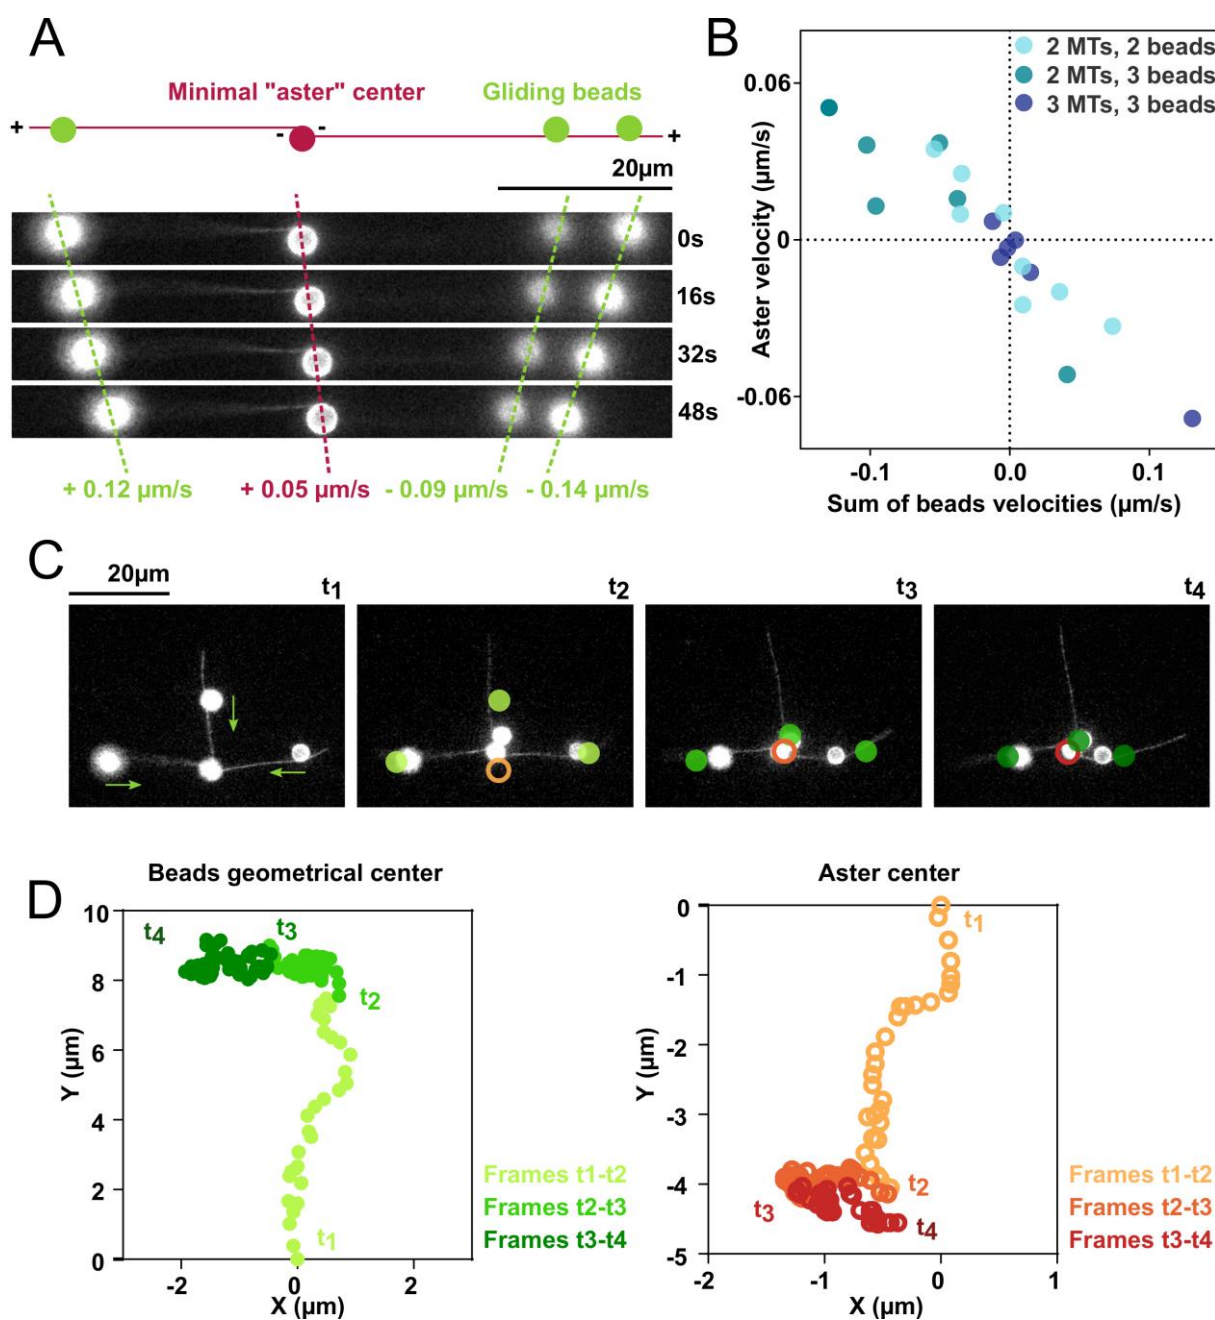 A
Minimal "aster" center
Gliding beads
+
-
-
+
20µm
0s
16s
32s
48s
+ 0.12 µm/s
+ 0.05 µm/s
- 0.09 µm/s
- 0.14 µm/s
B
2 MTs, 2 beads
2 MTs, 3 beads
3 MTs, 3 beads
Aster velocity (µm/s)
0.06
0
-0.06
-0.1
0.0
0.1
Sum of beads velocities (µm/s)
C
20µm
t1
t2
t3
t4
D
Beads geometrical center
Y (µm)
10
8
6
4
2
0
t4
t3
t2
t1
-2
0
2
X (µm)
Frames t1-t2
Frames t2-t3
Frames t3-t4
Aster center
Y (µm)
0
-1
-2
-3
-4
-5
t1
t2
t3
t4
-2
-1
0
1
X (µm)
Frames t1-t2
Frames t2-t3
Frames t3-t4